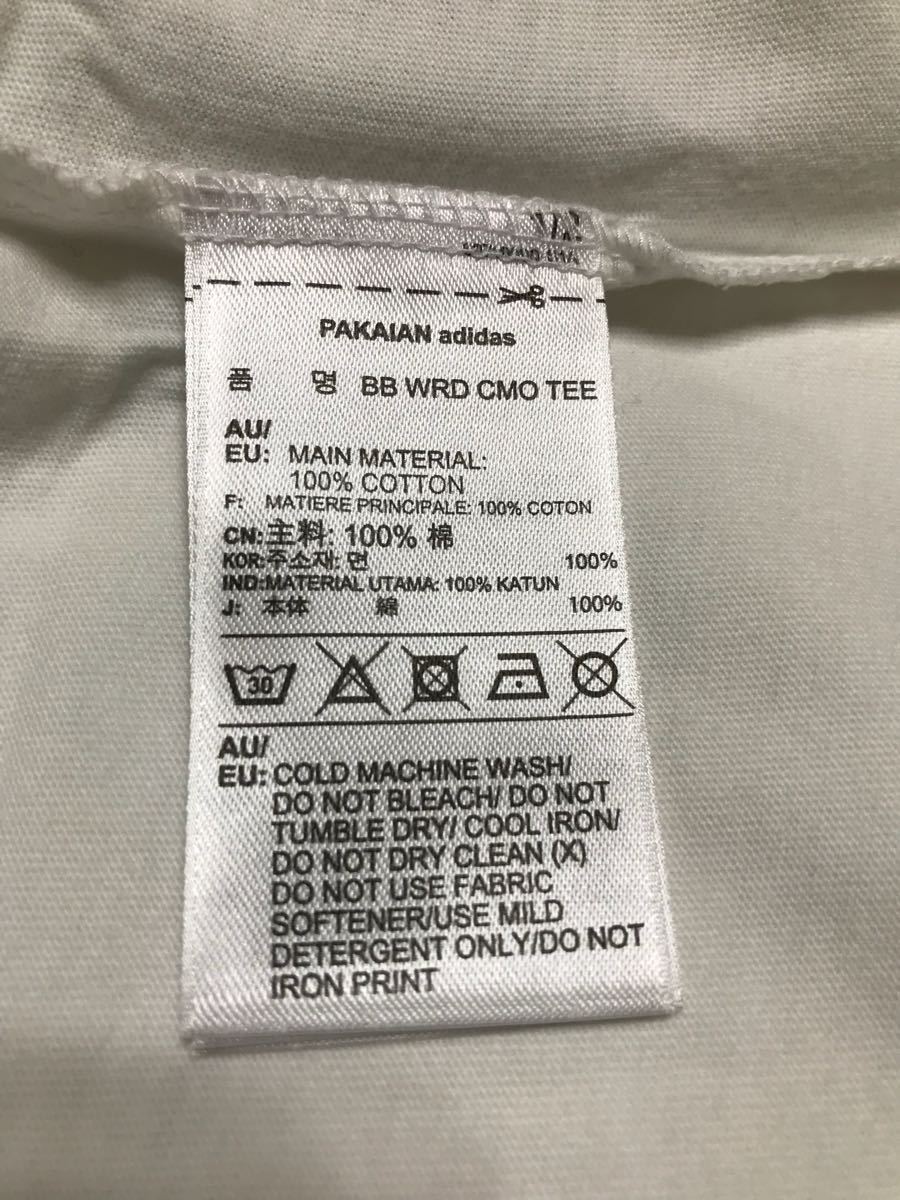 PAKAIAN adidas
품 명 BB WRD CMO TEE
AU/
EU: MAIN MATERIAL:
100% COTTON
F: MATIERE PRINCIPALE: 100% COTON
CN:主料: 100% 棉
KOR:주소재: 면 100%
IND:MATERIAL UTAMA: 100% KATUN
J: 本体 綿 100%
30
AU/
EU: COLD MACHINE WASH/
DO NOT BLEACH/ DO NOT
TUMBLE DRY/ COOL IRON/
DO NOT DRY CLEAN (X)
DO NOT USE FABRIC
SOFTENER/USE MILD
DETERGENT ONLY/DO NOT
IRON PRINT